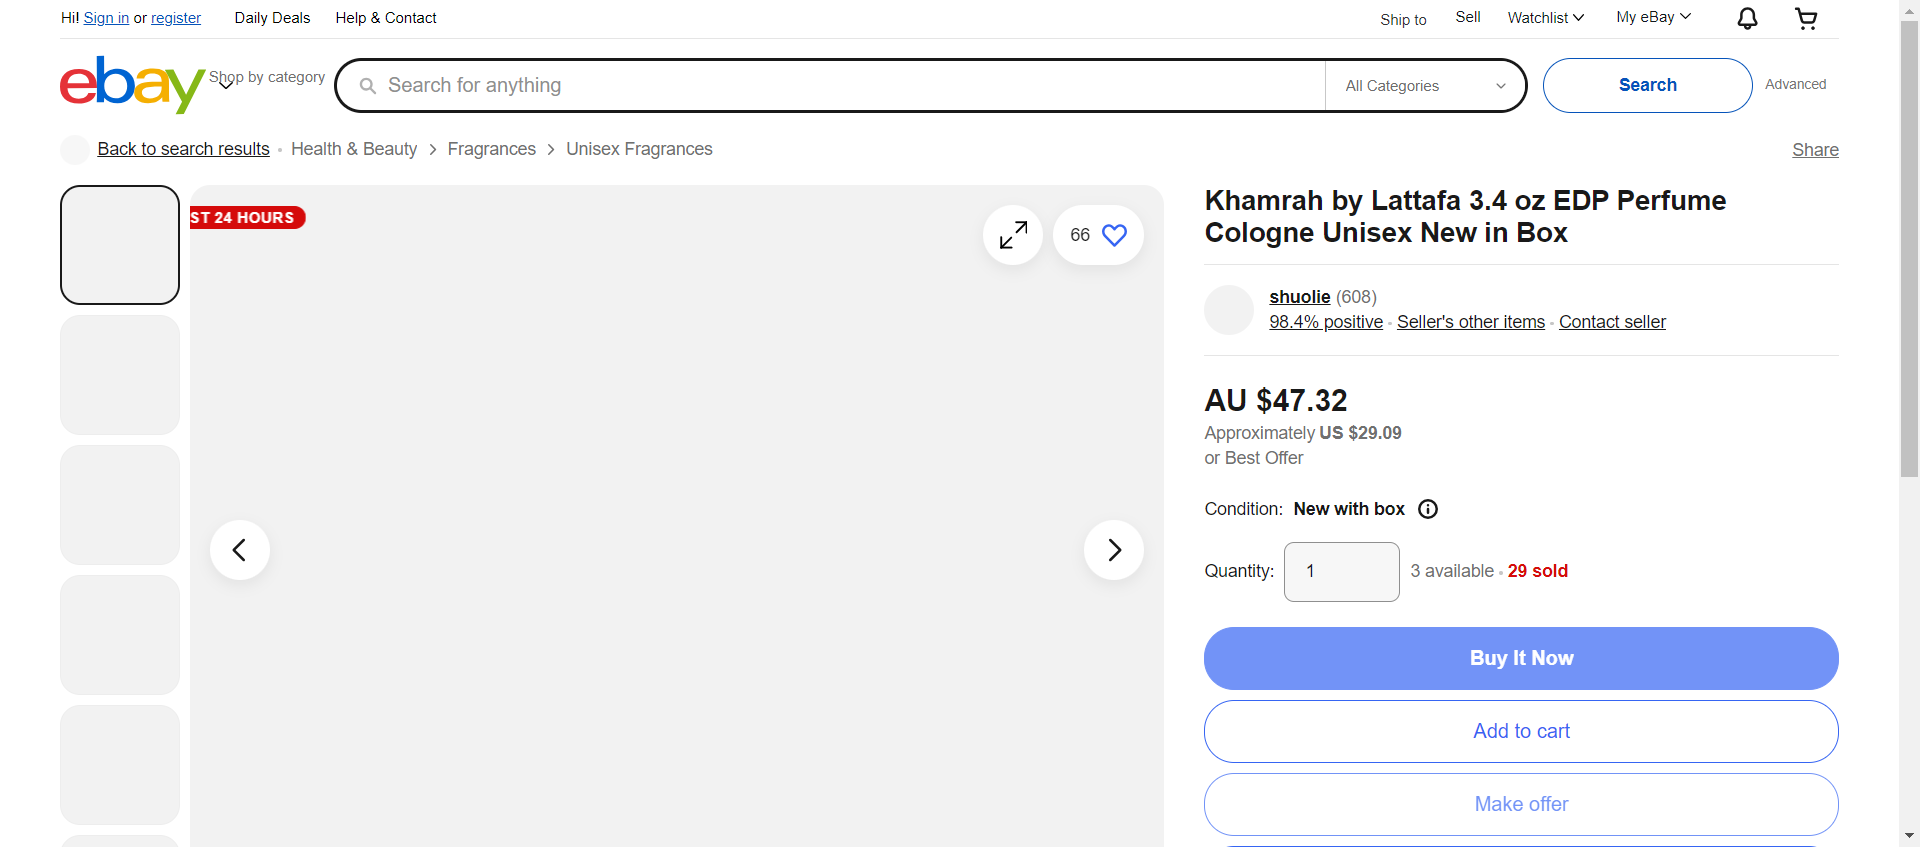 Hi! Sign in or register
Daily Deals
Help & Contact
Ship to
Sell
Watchlist
My eBay
ebay
Shop by category
Search for anything
All Categories
Search
Advanced
Back to search results
Health & Beauty
Fragrances
Unisex Fragrances
Share
ST 24 HOURS
66
Khamrah by Lattafa 3.4 oz EDP Perfume
Cologne Unisex New in Box
shuolie (608)
98.4% positive
Seller's other items
Contact seller
AU $47.32
Approximately US $29.09
or Best Offer
Condition: New with box
Quantity: 1
3 available
29 sold
Buy It Now
Add to cart
Make offer